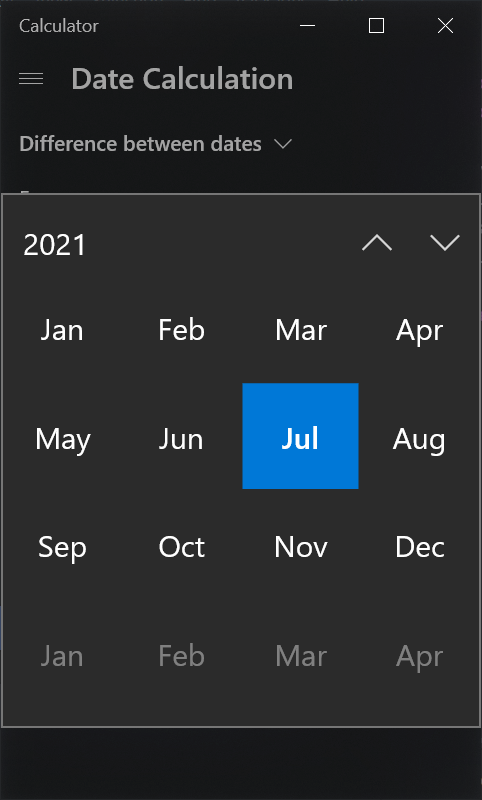 Calculator
Date Calculation
Difference between dates
2021
Jan Feb Mar Apr
May Jun Jul Aug
Sep Oct Nov Dec
Jan Feb Mar Apr